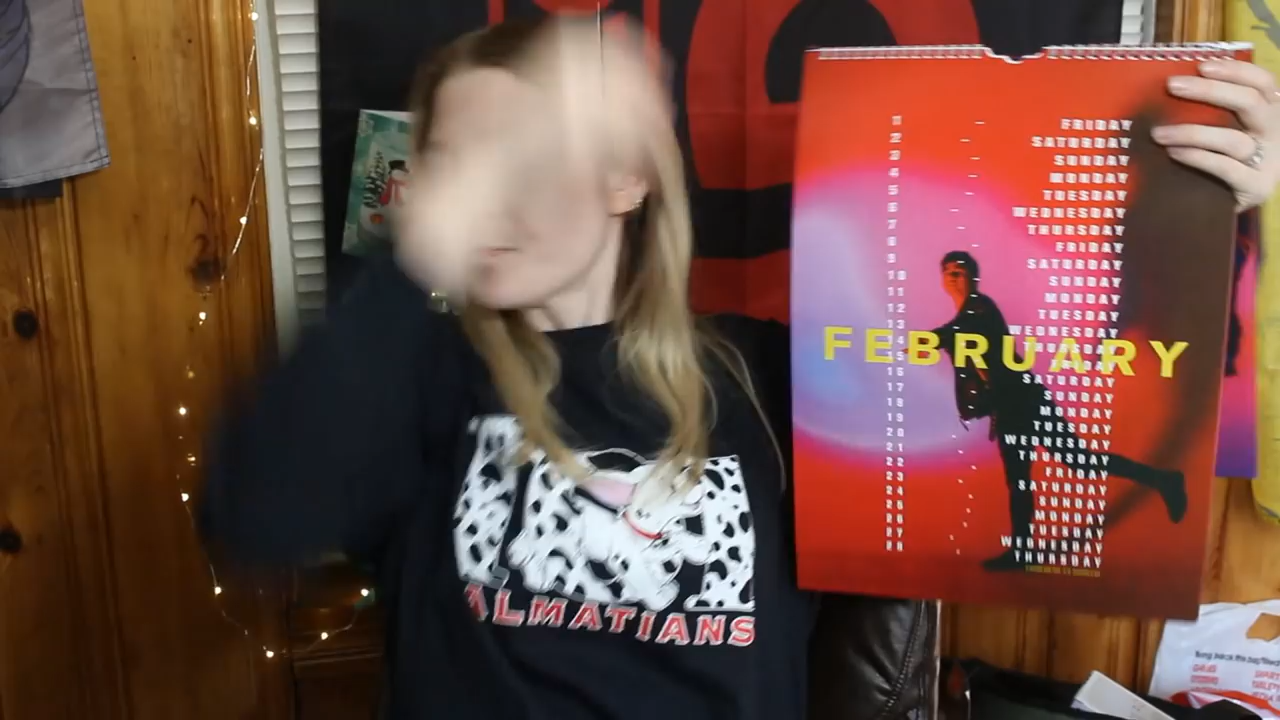 1 - FRIDAY
2 - SATURDAY
3 - SUNDAY
4 - MONDAY
5 - TUESDAY
6 - WEDNESDAY
7 - THURSDAY
8 - FRIDAY
9 - SATURDAY
10 - SUNDAY
11 - MONDAY
12 - TUESDAY
13 - WEDNESDAY
14 - THURSDAY
FEBRUARY
15 - FRIDAY
16 - SATURDAY
17 - SUNDAY
18 - MONDAY
19 - TUESDAY
20 - WEDNESDAY
21 - THURSDAY
22 - FRIDAY
23 - SATURDAY
24 - SUNDAY
25 - MONDAY
26 - TUESDAY
27 - WEDNESDAY
28 - THURSDAY
ALMATIANS